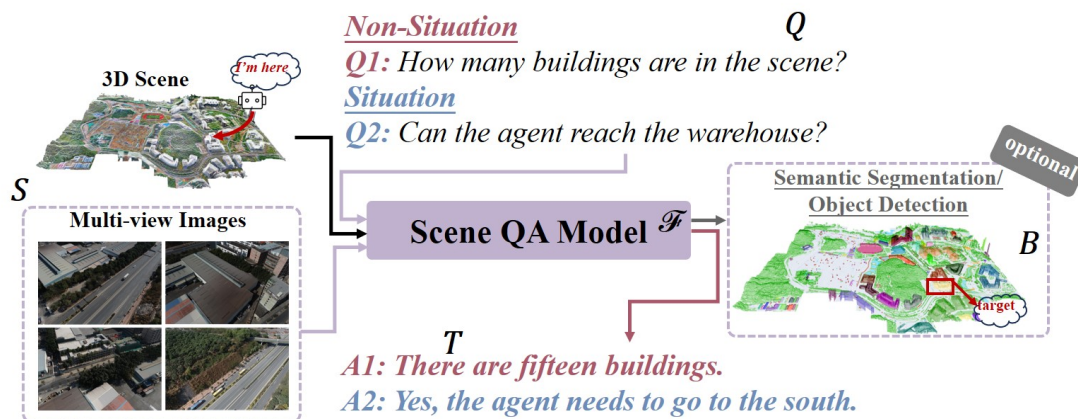 Non-Situation
Q
Q1: How many buildings are in the scene?
3D Scene
I'm here
Situation
Q2: Can the agent reach the warehouse?
optional
S
Semantic Segmentation/
Object Detection
Multi-view Images
Scene QA Model ℱ
B
target
T
A1: There are fifteen buildings.
A2: Yes, the agent needs to go to the south.